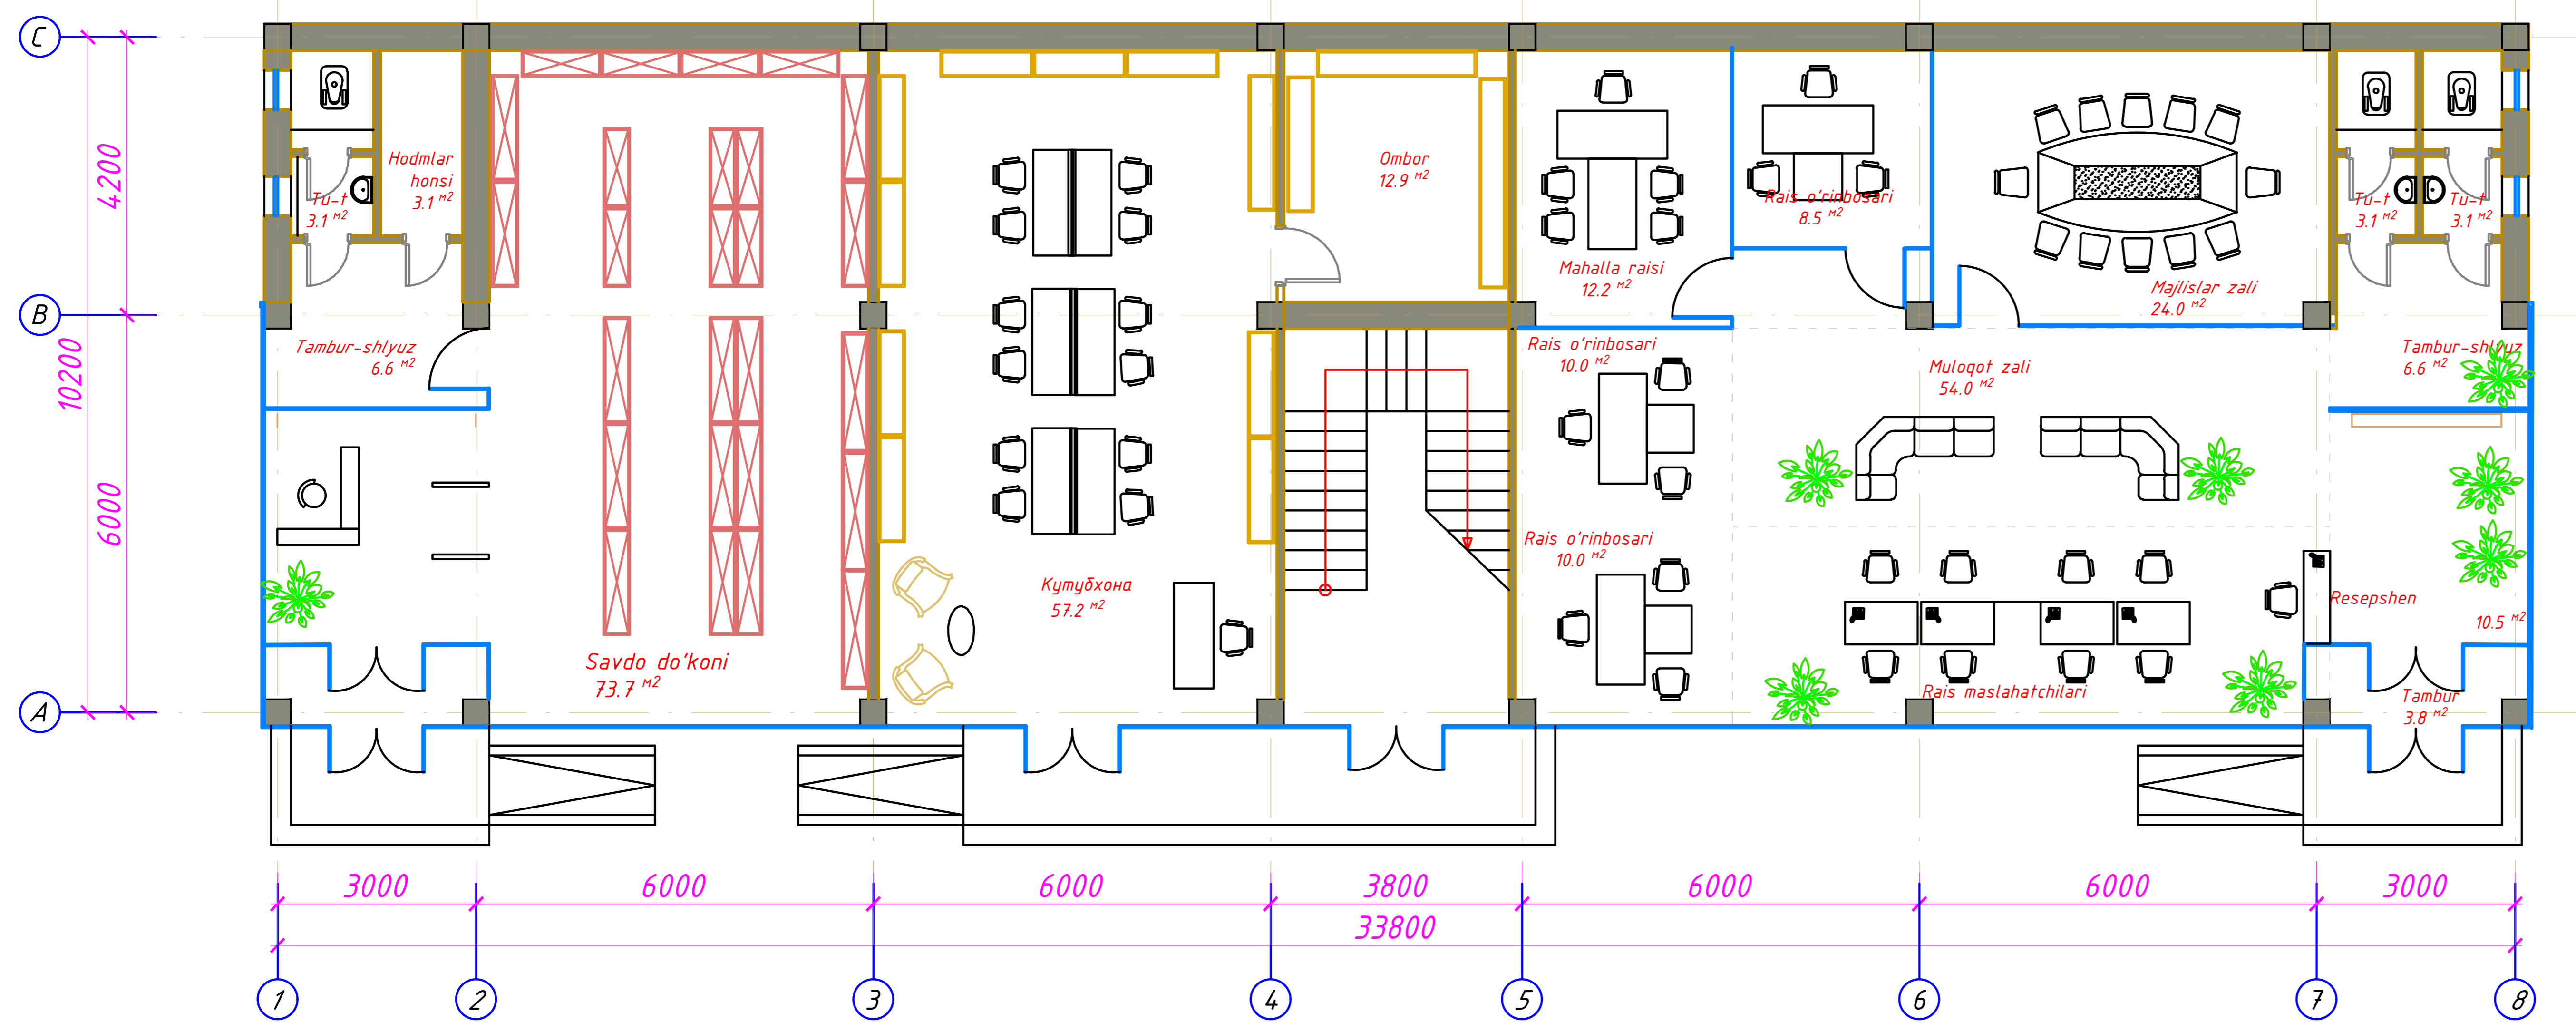 C
4200
Hodmlar
honsi
3.1 м2
Tu-t
3.1 м2
Ombor
12.9 м2
Rais o'rinbosari
8.5 м2
Mahalla raisi
12.2 м2
Majlislar zali
24.0 м2
Tu-t
3.1 м2
Tu-t
3.1 м2
B
10200
6000
Tambur-shlyuz
6.6 м2
Rais o'rinbosari
10.0 м2
Muloqot zali
54.0 м2
Tambur-shlyuz
6.6 м2
Rais o'rinbosari
10.0 м2
Кутубхона
57.2 м2
Resepshen
10.5 м2
Savdo do'koni
73.7 м2
Rais maslahatchilari
Tambur
3.8 м2
A
3000
6000
6000
3800
6000
6000
3000
33800
1
2
3
4
5
6
7
8